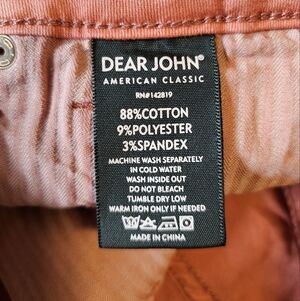 DEAR JOHN®
AMERICAN CLASSIC
RN#142819
88%COTTON
9%POLYESTER
3%SPANDEX
MACHINE WASH SEPARATELY
IN COLD WATER
WASH INSIDE OUT
DO NOT BLEACH
TUMBLE DRY LOW
WARM IRON ONLY IF NEEDED
MADE IN CHINA